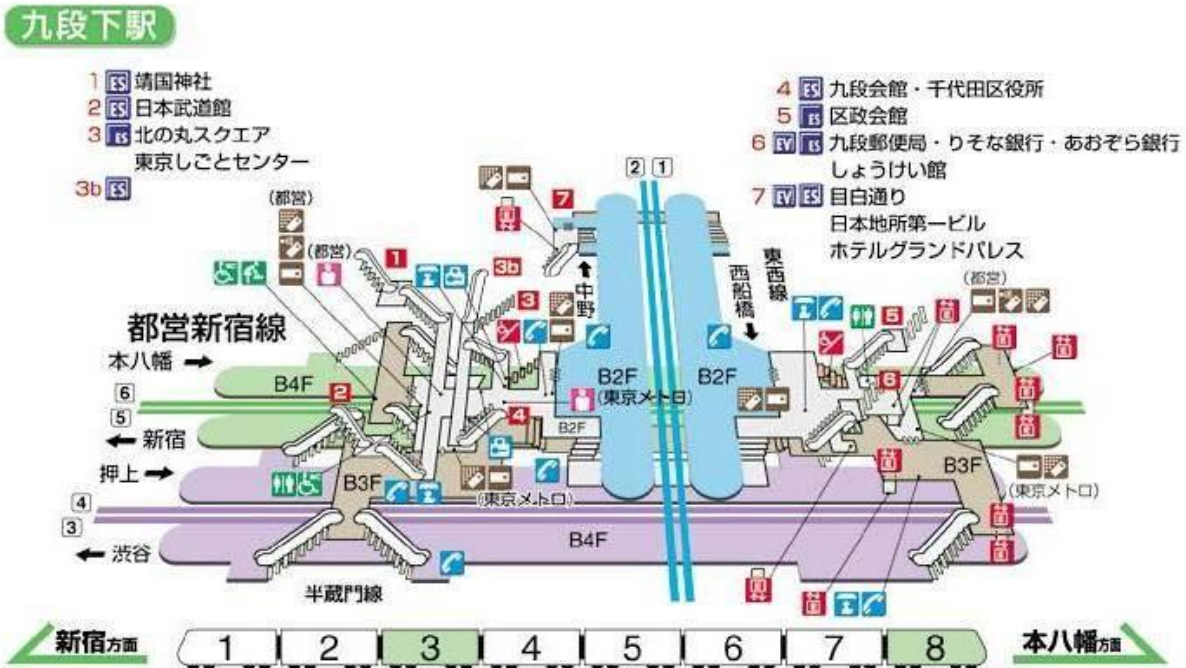 九段下駅
1 ES 靖国神社
2 ES 日本武道館
3 ES 北の丸スクエア
東京しごとセンター
3b ES
4 ES 九段会館・千代田区役所
5 ES 区政会館
6 EV ES 九段郵便局・りそな銀行・あおぞら銀行
しょうけい館
7 EV ES 目白通り
日本地所第一ビル
ホテルグランドパレス
2 1
7
(都営)
(都営)
1
3b
3
中野
西船橋
東西線
(都営)
5
都営新宿線
本八幡
B4F
2
B2F
B2F
(東京メトロ)
6
6
5
4
B2F
新宿
押上
B3F
B3F
(東京メトロ)
(東京メトロ)
4
3
B4F
渋谷
半蔵門線
新宿方面
1 2 3 4 5 6 7 8
本八幡方面